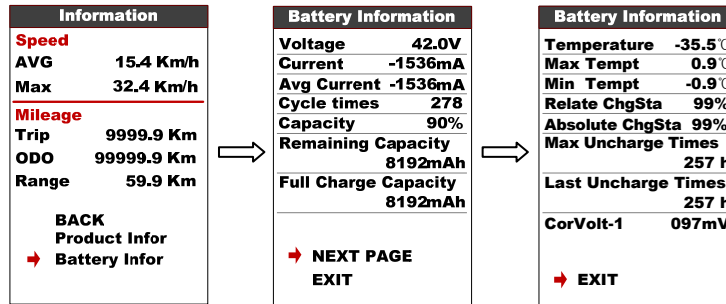 Information
Speed
AVG 15.4 Km/h
Max 32.4 Km/h
Mileage
Trip 9999.9 Km
ODO 99999.9 Km
Range 59.9 Km
BACK
Product Infor
Battery Infor
Battery Information
Voltage 42.0V
Current -1536mA
Avg Current -1536mA
Cycle times 278
Capacity 90%
Remaining Capacity
8192mAh
Full Charge Capacity
8192mAh
NEXT PAGE
EXIT
Battery Information
Temperature -35.5℃
Max Tempt 0.9℃
Min Tempt -0.9℃
Relate ChgSta 99%
Absolute ChgSta 99%
Max Uncharge Times
257 h
Last Uncharge Times
257 h
CorVolt-1 097mV
EXIT